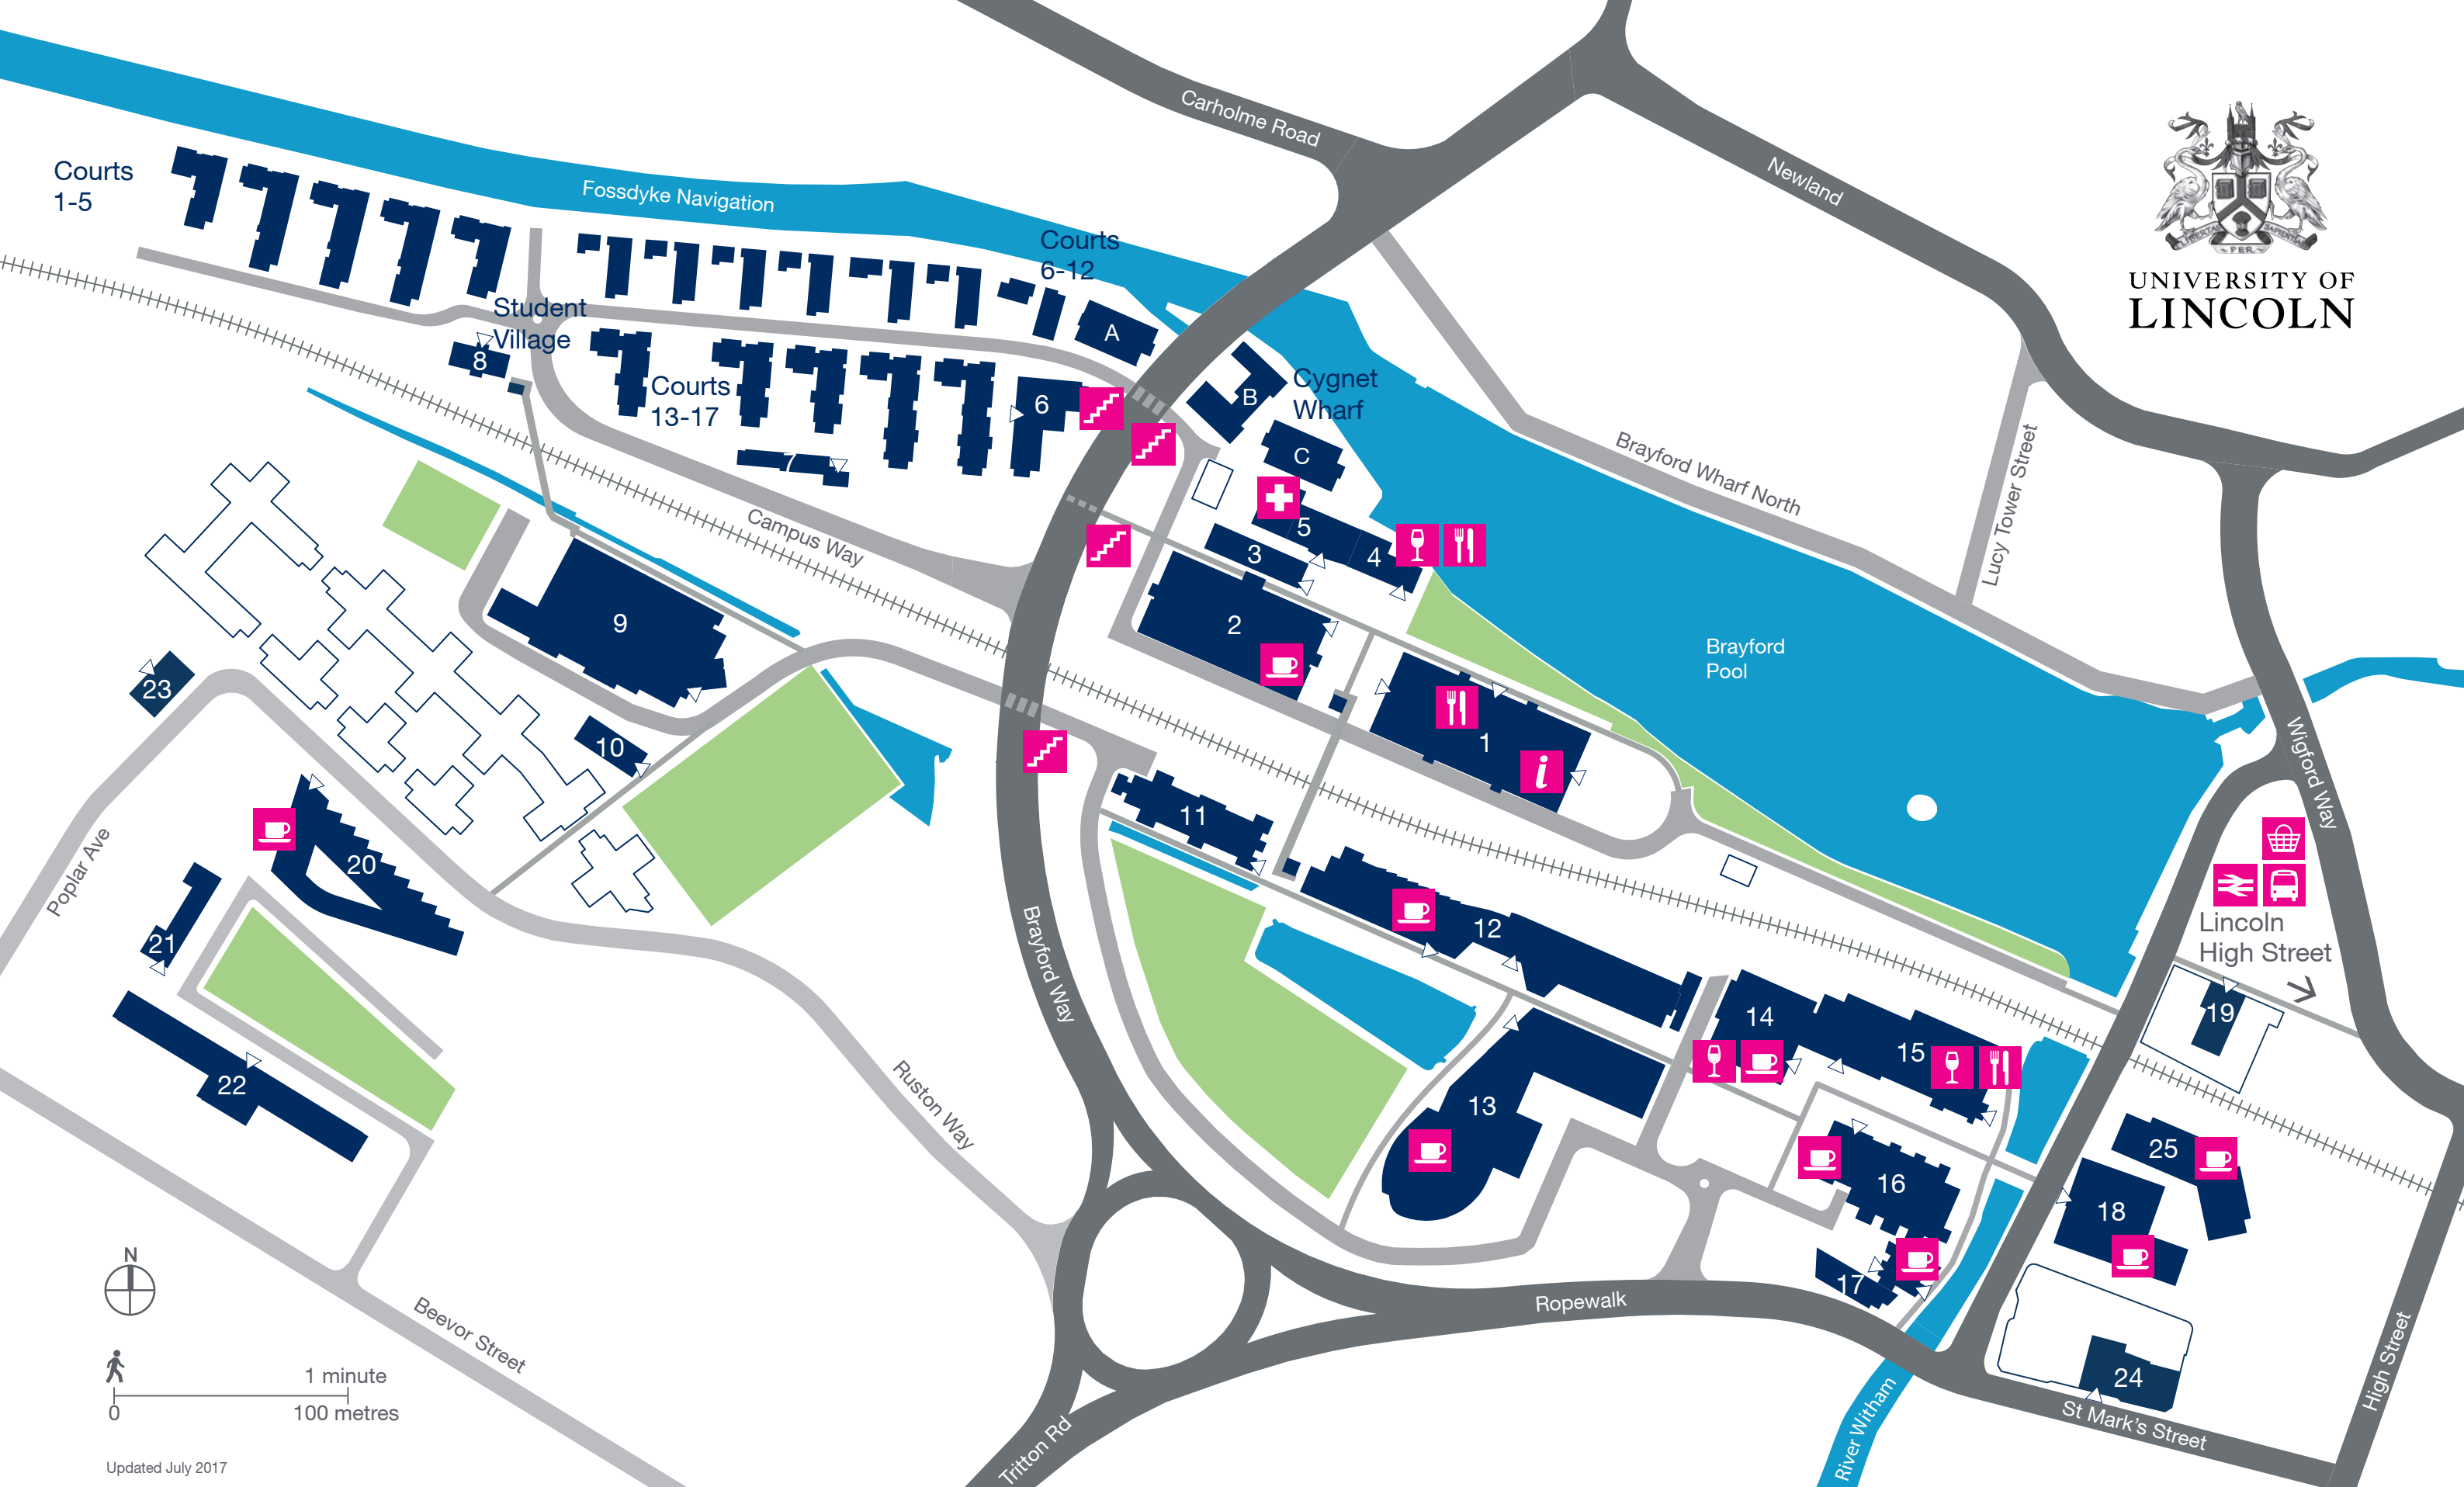 Carholme Road
Newland
UNIVERSITY OF
LINCOLN
Courts
1-5
Fossdyke Navigation
Courts
6-12
Student
Village
A
8
Courts
13-17
6
7
B
Cygnet
Wharf
C
5
3
4
2
Brayford Wharf North
Lucy Tower Street
Campus Way
9
Brayford
Pool
23
10
1
i
11
Wigford Way
Poplar Ave
20
21
12
Lincoln
High Street
22
Brayford Way
14
15
19
13
Ruston Way
16
25
18
17
N
Ropewalk
Beevor Street
24
High Street
St Mark's Street
River Witham
Tritton Rd
1 minute
0
100 metres
Updated July 2017